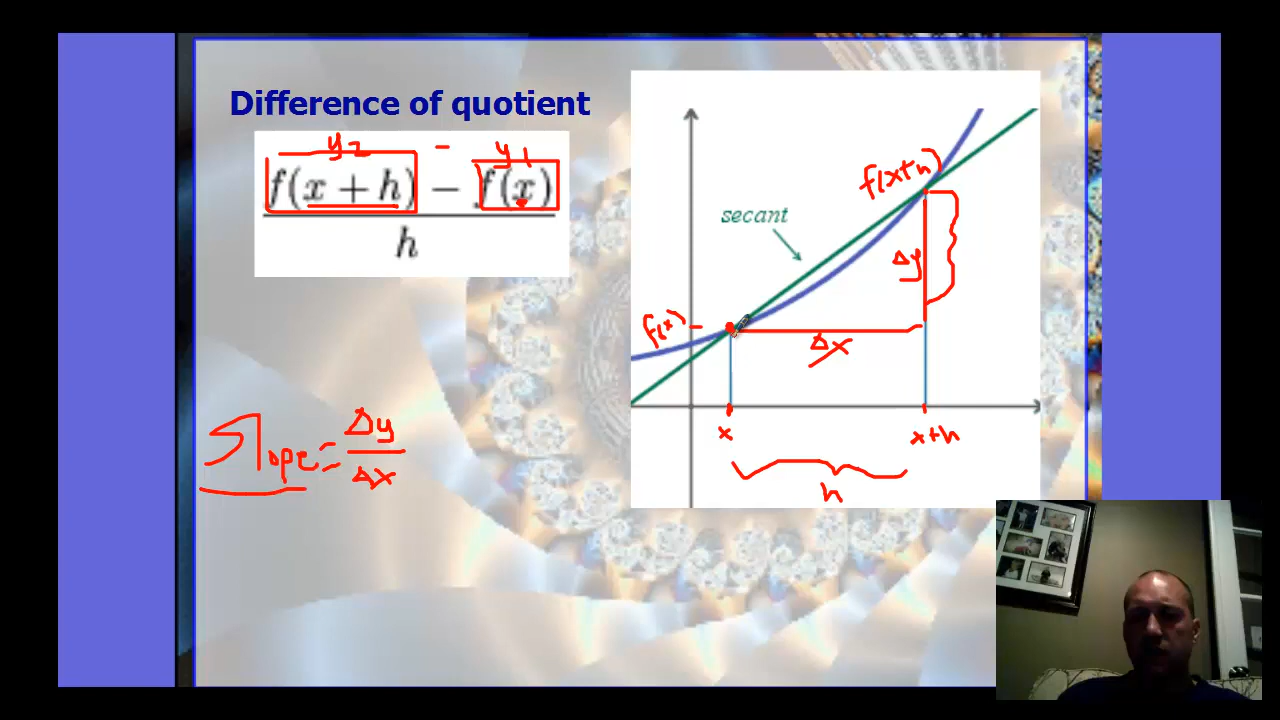 Difference of quotient
y2 - y1
f(x + h) - f(x)
h
Slope = Δy
Δx
f(x+h)
secant
Δy
f(x)
Δx
x
x+h
h